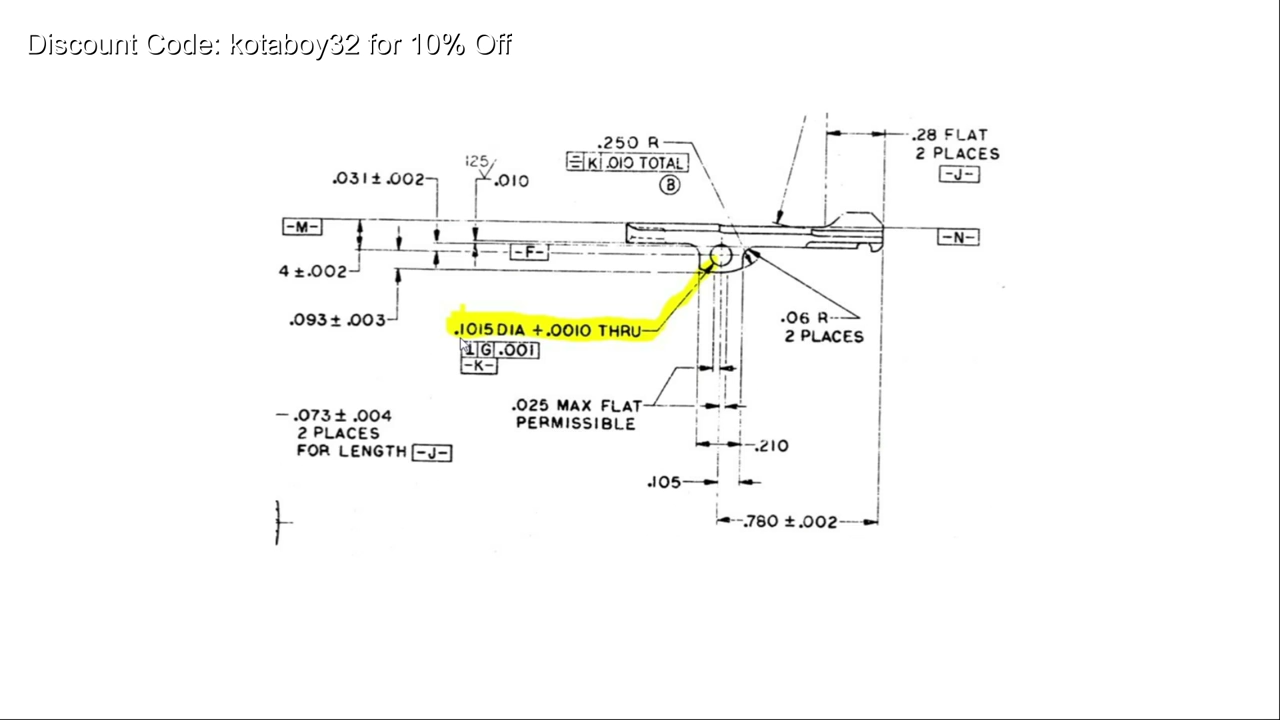 Discount Code: kotaboy32 for 10% Off
.250 R
K .010 TOTAL
B
.28 FLAT
2 PLACES
-J-
125
.031±.002
.010
-M-
-F-
-N-
4 ±.002
.093±.003
.1015 DIA +.0010 THRU
⊥ G .001
-K-
.06 R
2 PLACES
.025 MAX FLAT
PERMISSIBLE
.073±.004
2 PLACES
FOR LENGTH -J-
.210
.105
.780 ±.002